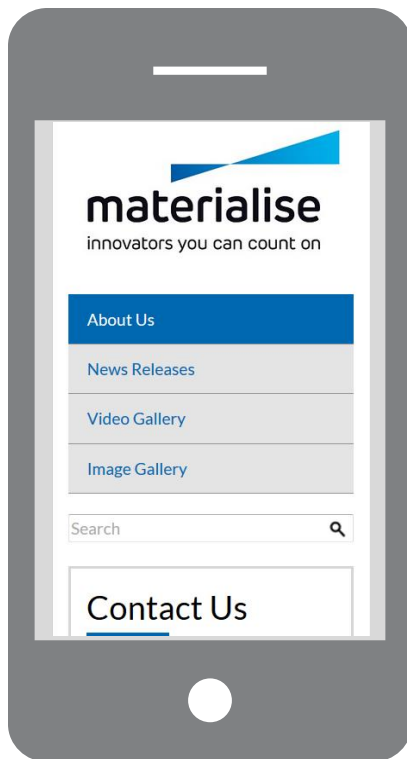 materialise
innovators you can count on
About Us
News Releases
Video Gallery
Image Gallery
Search
Contact Us